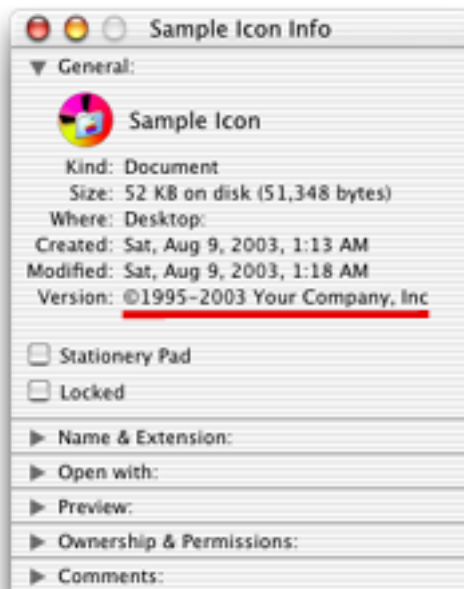 Sample Icon Info
General:
Sample Icon
Kind: Document
Size: 52 KB on disk (51,348 bytes)
Where: Desktop:
Created: Sat, Aug 9, 2003, 1:13 AM
Modified: Sat, Aug 9, 2003, 1:18 AM
Version: ©1995-2003 Your Company, Inc
Stationery Pad
Locked
Name & Extension:
Open with:
Preview:
Ownership & Permissions:
Comments: